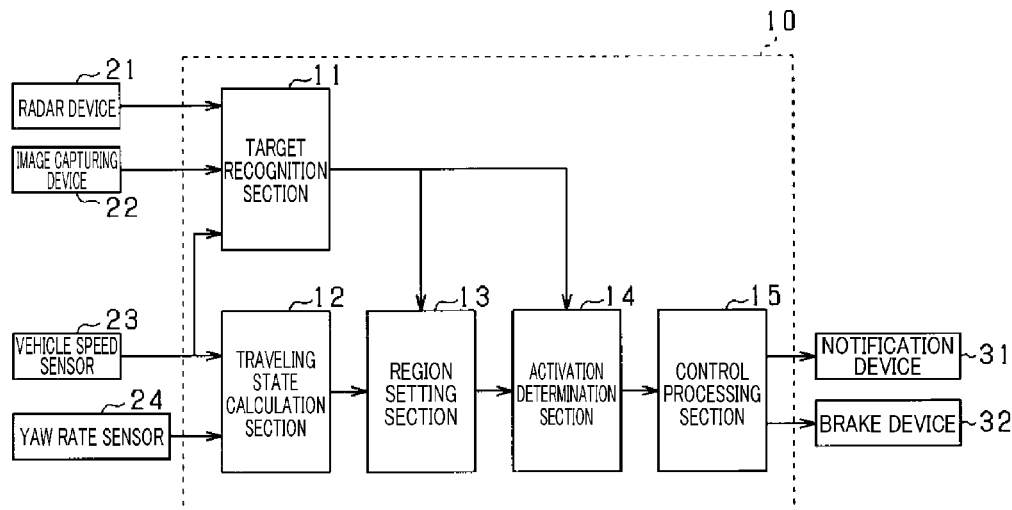 10
21
RADAR DEVICE
IMAGE CAPTURING
DEVICE
22
11
TARGET
RECOGNITION
SECTION
23
VEHICLE SPEED
SENSOR
24
YAW RATE SENSOR
12
TRAVELING
STATE
CALCULATION
SECTION
13
REGION
SETTING
SECTION
14
ACTIVATION
DETERMINATION
SECTION
15
CONTROL
PROCESSING
SECTION
NOTIFICATION
DEVICE
31
BRAKE DEVICE
32